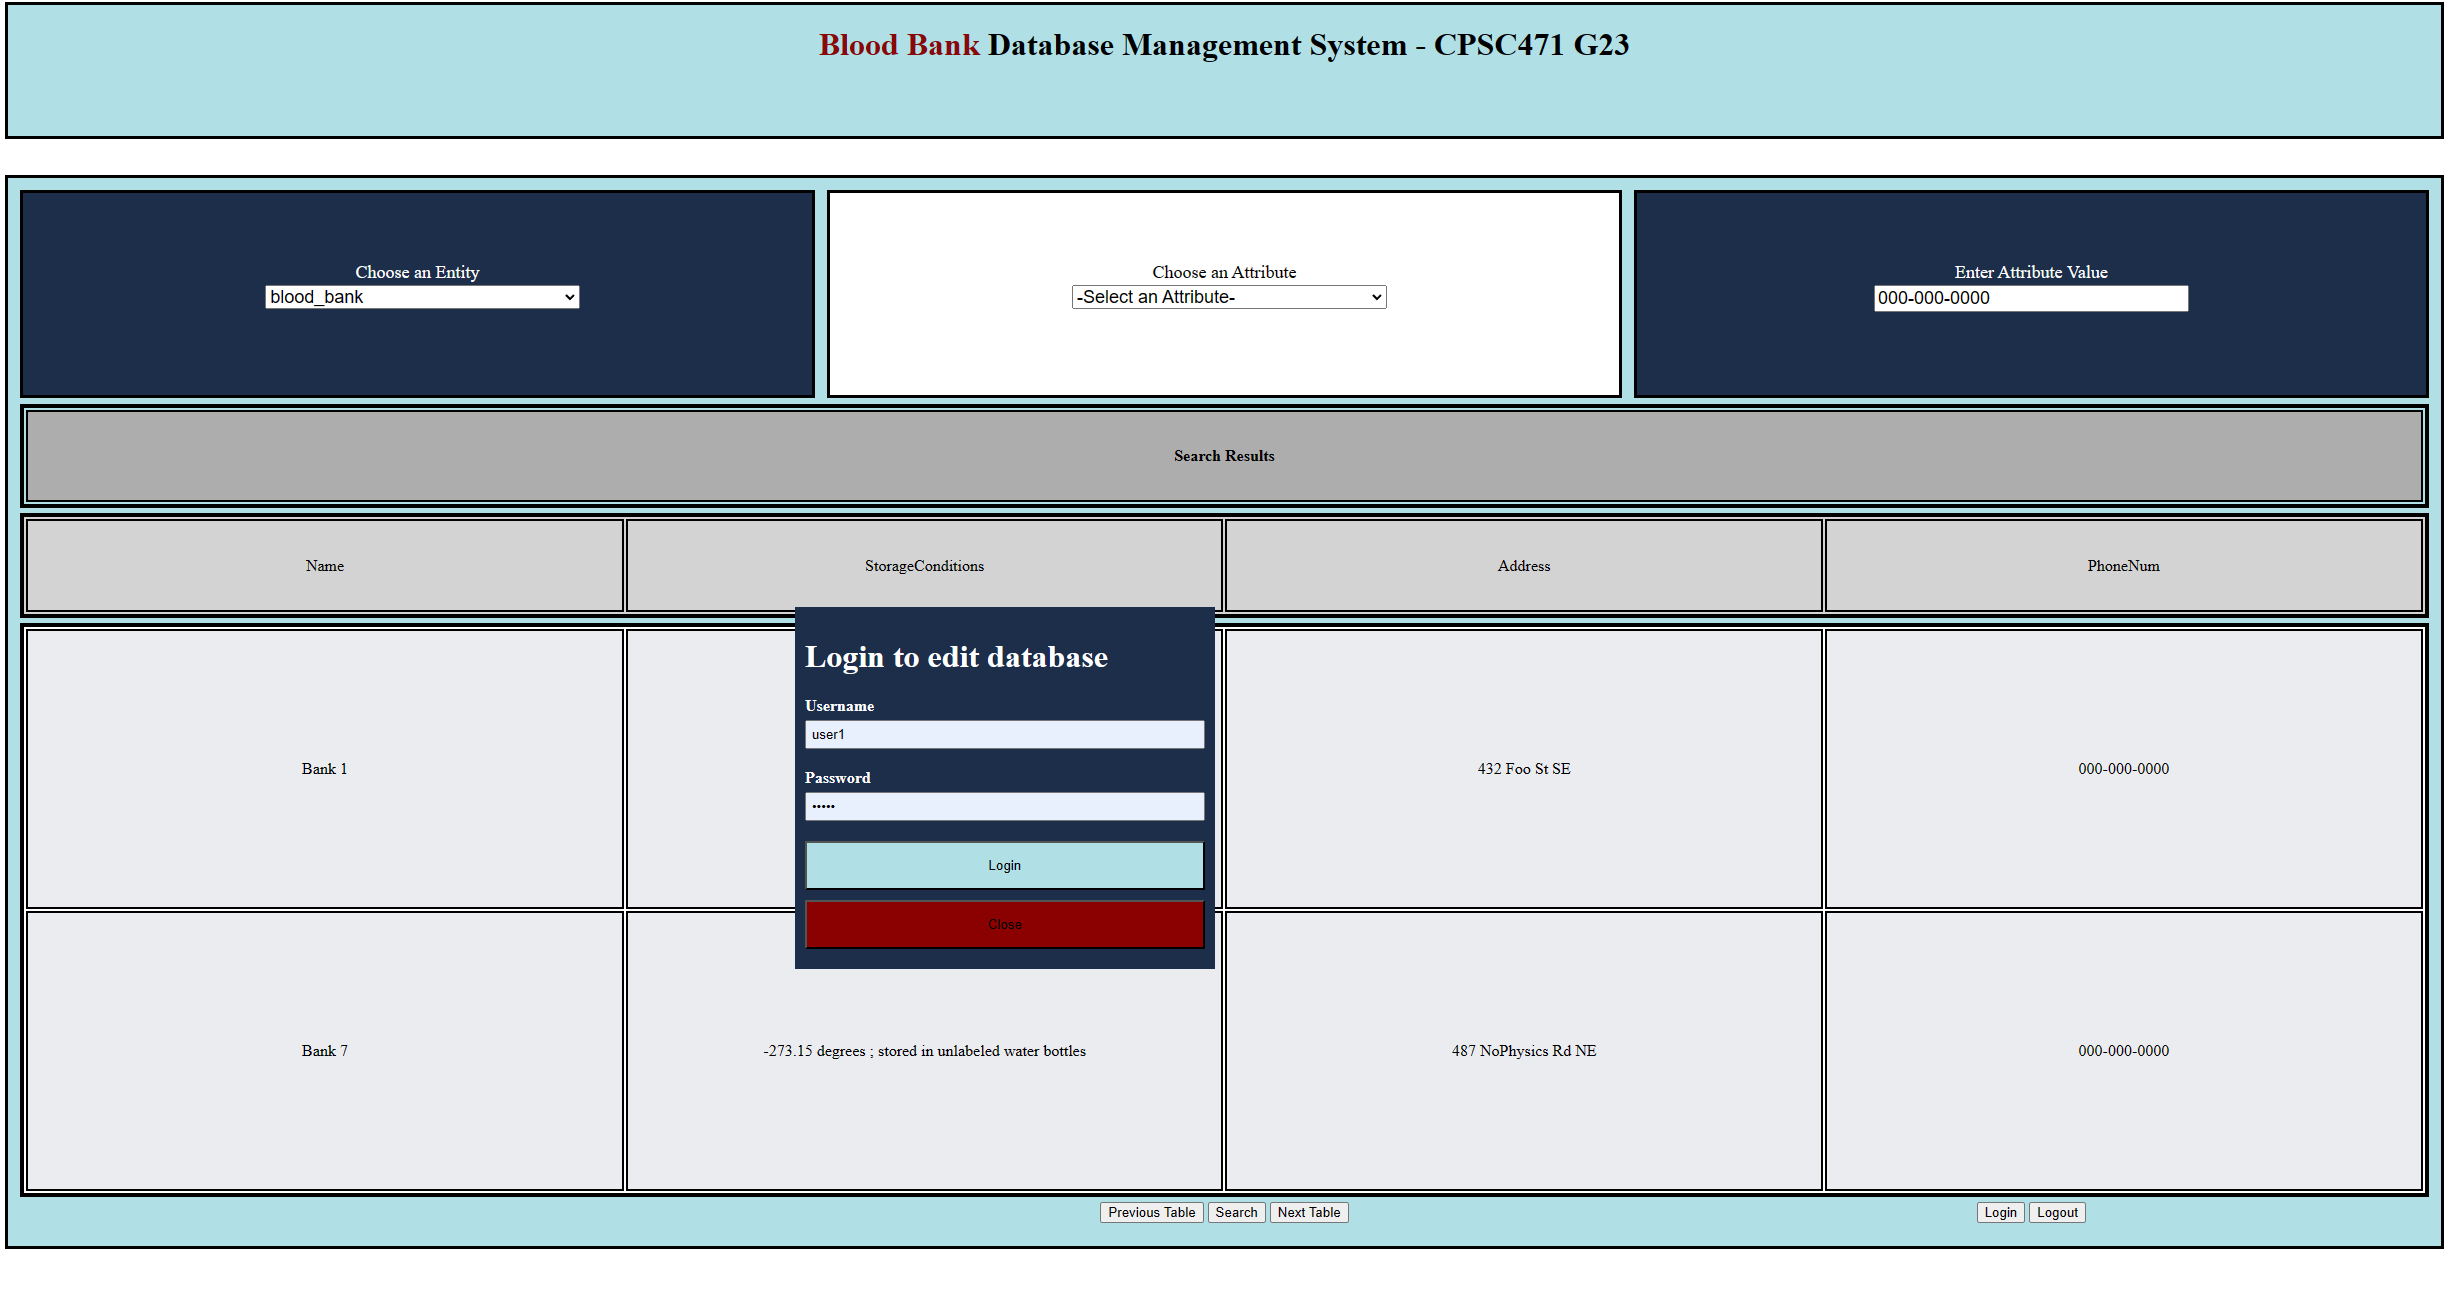 Blood Bank Database Management System - CPSC471 G23
Choose an Entity
blood_bank
Choose an Attribute
-Select an Attribute-
Enter Attribute Value
000-000-0000
Search Results
Name StorageConditions Address PhoneNum
Bank 1 432 Foo St SE 000-000-0000
Login to edit database
Username
user1
Password
•••••
Login
Close
Bank 7 -273.15 degrees ; stored in unlabeled water bottles 487 NoPhysics Rd NE 000-000-0000
Previous Table Search Next Table Login Logout